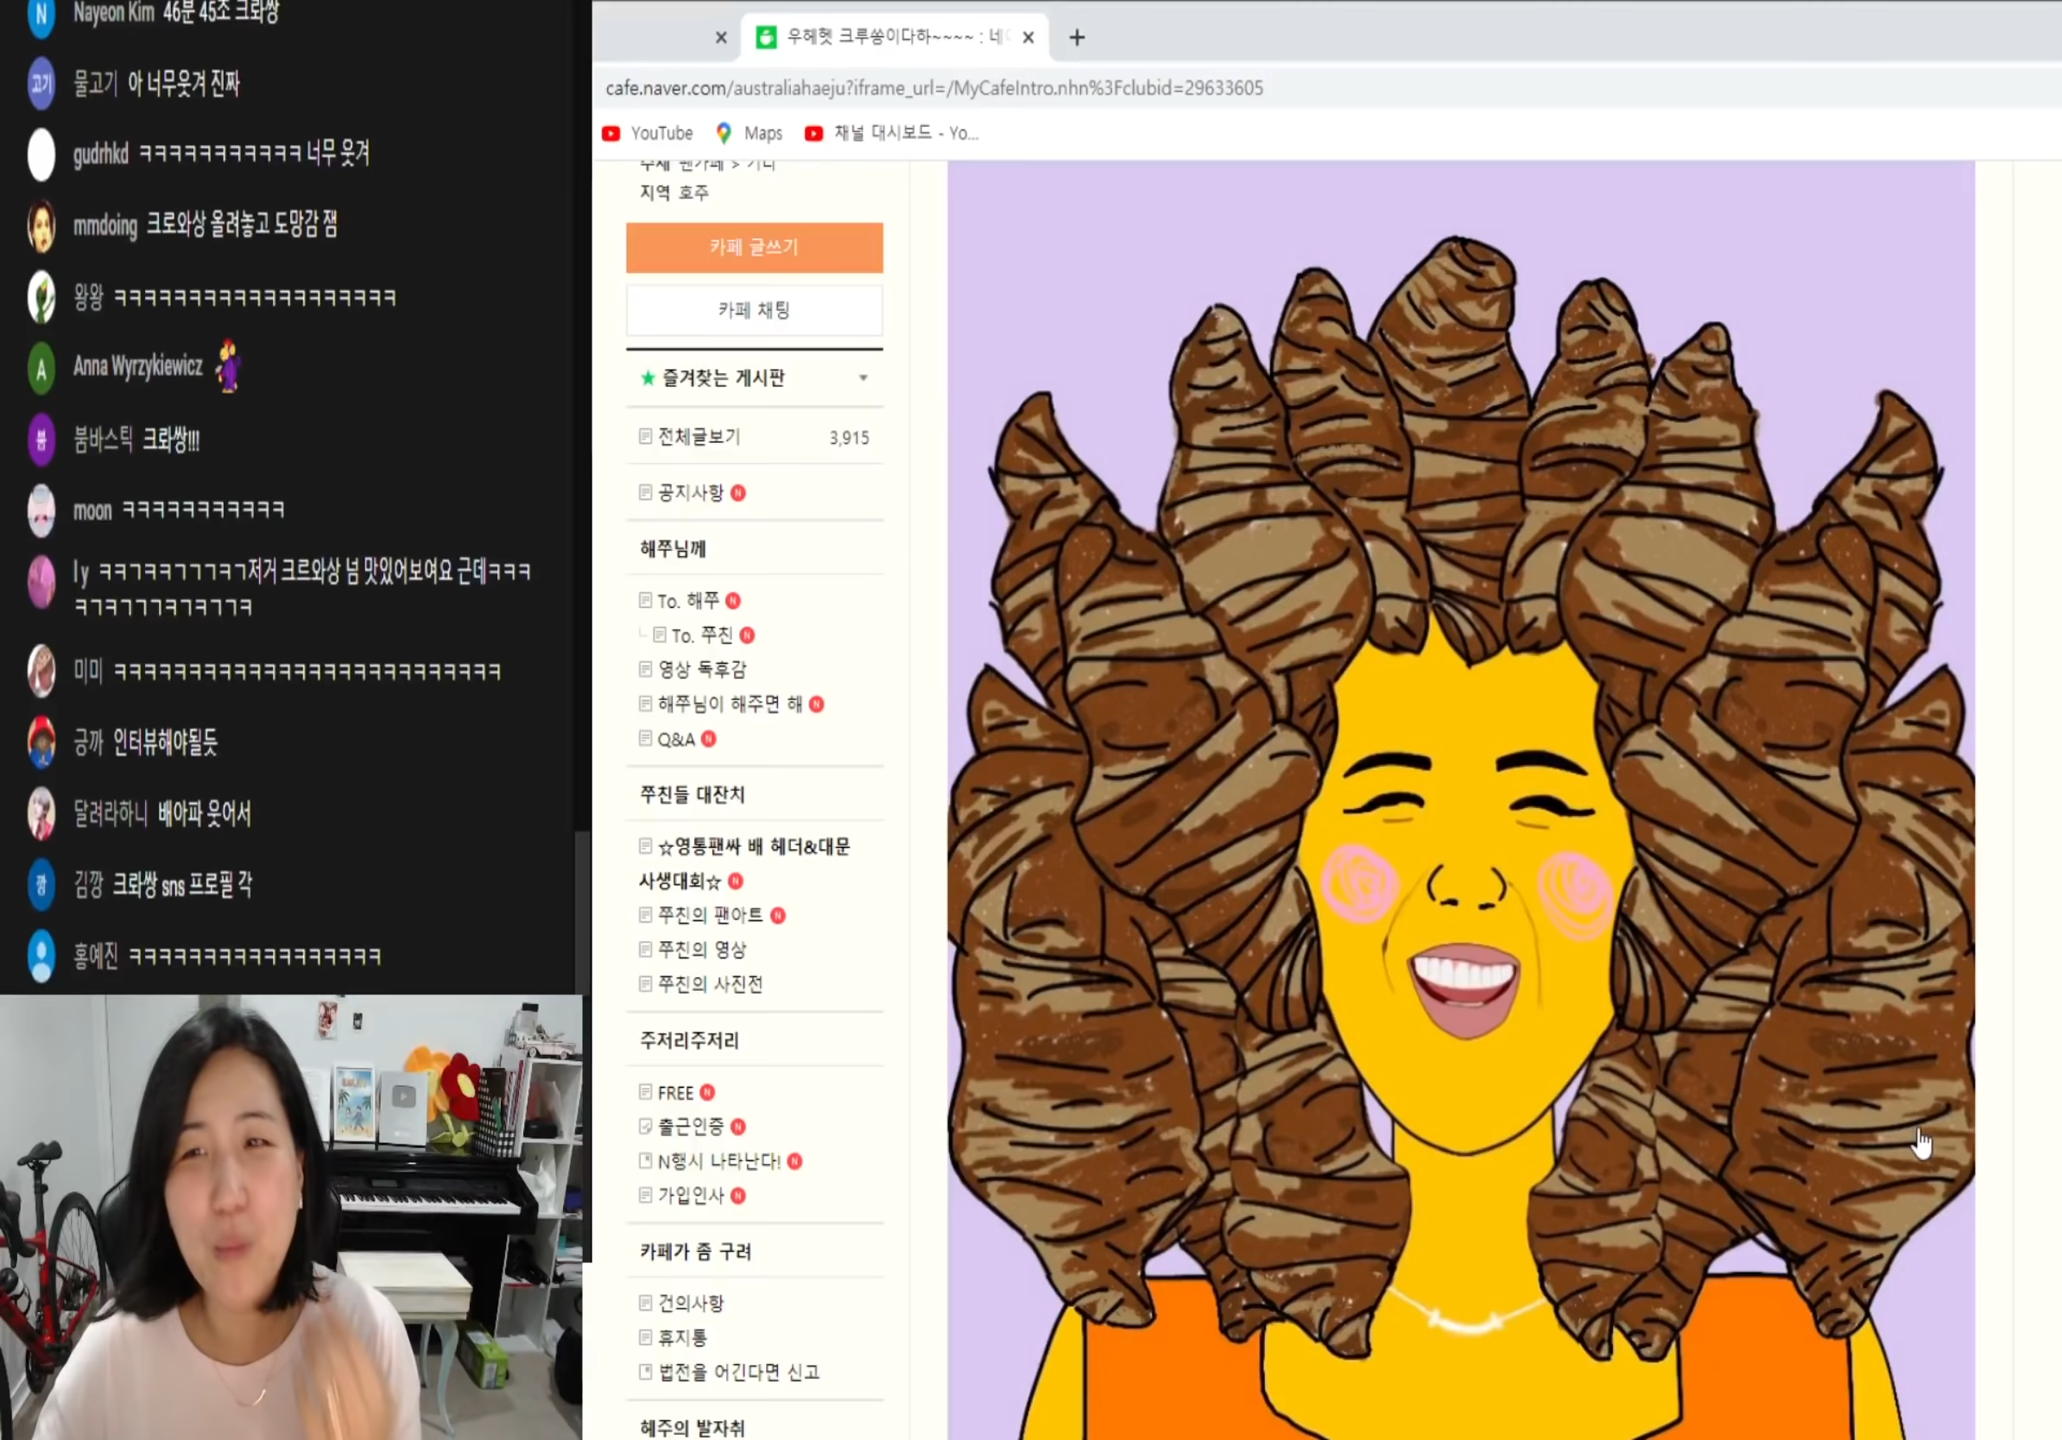 Nayeon Kim 46분 45조 크롸쌍
물고기 아 너무웃겨 진짜
gudrhkd ㅋㅋㅋㅋㅋㅋㅋㅋㅋㅋㅋ 너무 웃겨
mmdoing 크로와상 올려놓고 도망감 잼
왕왕 ㅋㅋㅋㅋㅋㅋㅋㅋㅋㅋㅋㅋㅋㅋㅋㅋㅋㅋㅋ
Anna Wyrzykiewicz
붐바스틱 크롸쌍!!!
moon ㅋㅋㅋㅋㅋㅋㅋㅋㅋㅋㅋ
l y ㅋㅋㄱㅋㅋㄱㄱㄱㅋㄱ저거 크르와상 넘 맛있어보여요 근데ㅋㅋㅋ
ㅋㄱㅋㄱㄱㄱㅋㄱㅋㄱㄱㅋ
미미 ㅋㅋㅋㅋㅋㅋㅋㅋㅋㅋㅋㅋㅋㅋㅋㅋㅋㅋㅋㅋㅋㅋㅋㅋㅋㅋ
긍까 인터뷰해야될듯
달려라하니 배아파 웃어서
김깡 크롸쌍 sns 프로필 각
홍예진 ㅋㅋㅋㅋㅋㅋㅋㅋㅋㅋㅋㅋㅋㅋㅋㅋㅋ
우헤헷 크루쏭이다하~~~~ : 네이
cafe.naver.com/australiahaeju?iframe_url=/MyCafeIntro.nhn%3Fclubid=29633605
YouTube Maps 채널 대시보드 - Yo...
지역 호주
카페 글쓰기
카페 채팅
즐겨찾는 게시판
전체글보기 3,915
공지사항 N
해쭈님께
To. 해쭈 N
To. 쭈친 N
영상 독후감
해쭈님이 해주면 해 N
Q&A N
쭈친들 대잔치
☆영통팬싸 배 헤더&대문
사생대회☆ N
쭈친의 팬아트 N
쭈친의 영상
쭈친의 사진전
주저리주저리
FREE N
출근인증 N
N행시 나타난다! N
가입인사 N
카페가 좀 구려
건의사항
휴지통
법전을 어긴다면 신고
헤주의 발자취